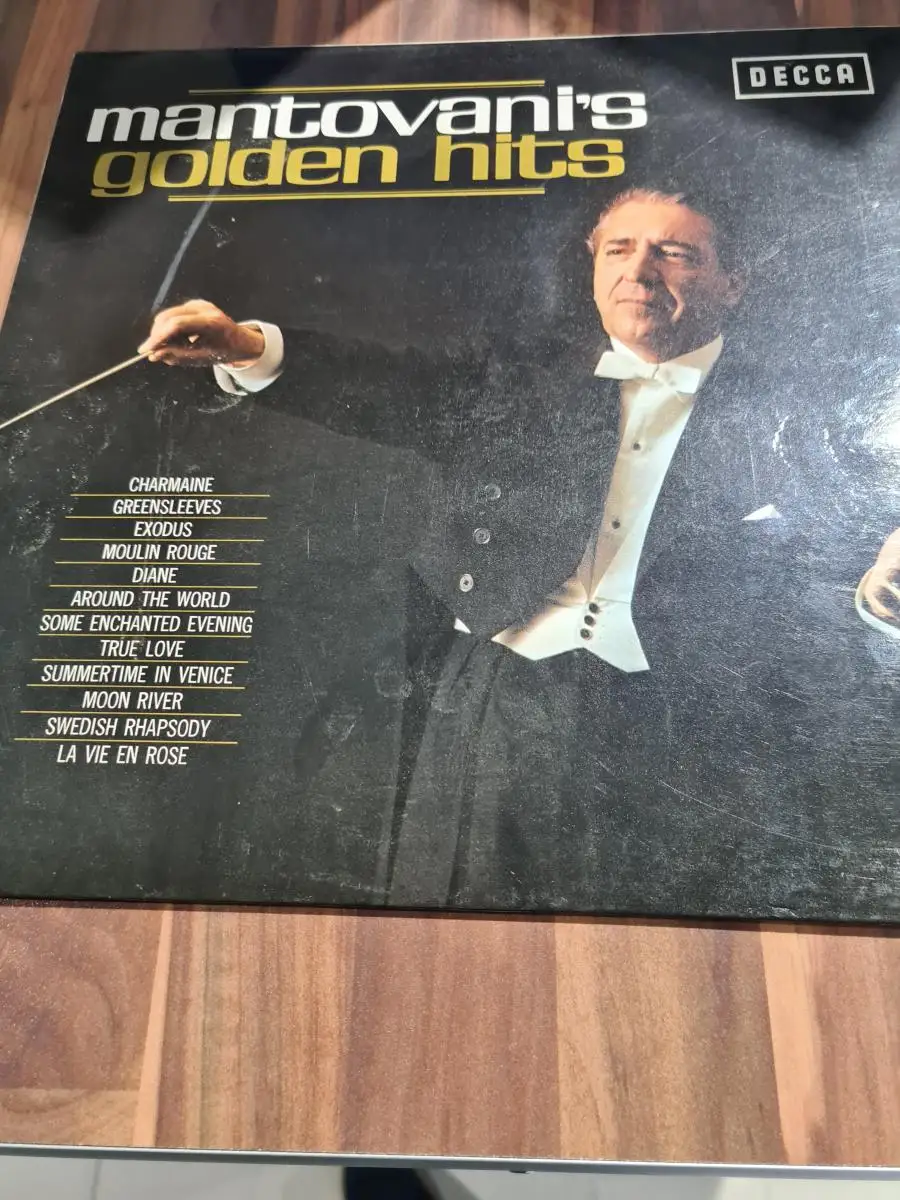 DECCA
mantovani's
golden hits
CHARMAINE
GREENSLEEVES
EXODUS
MOULIN ROUGE
DIANE
AROUND THE WORLD
SOME ENCHANTED EVENING
TRUE LOVE
SUMMERTIME IN VENICE
MOON RIVER
SWEDISH RHAPSODY
LA VIE EN ROSE